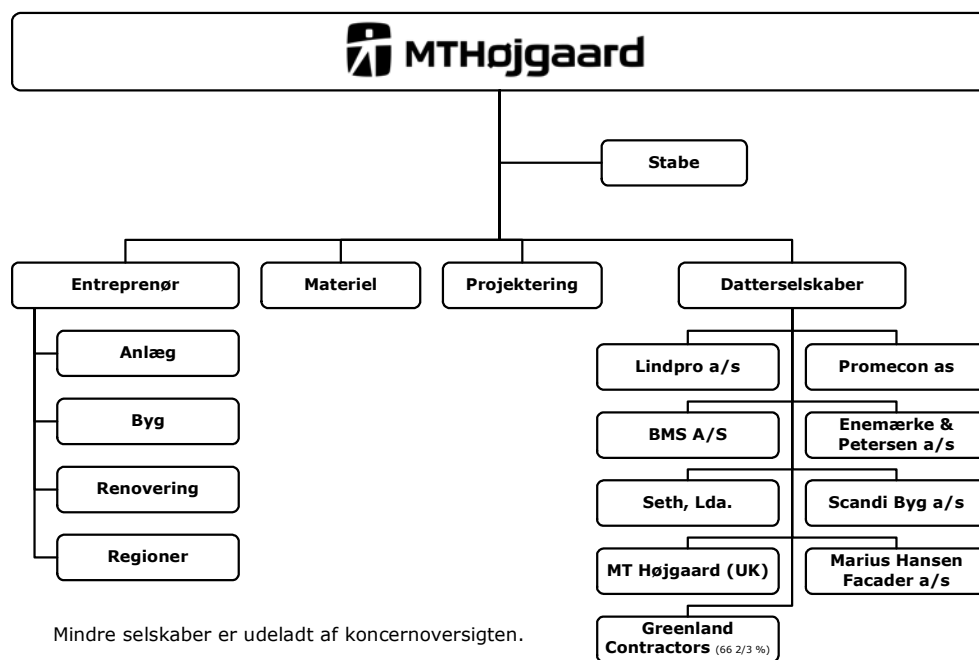 MTHøjgaard
Stabe
Entreprenør
Materiel
Projektering
Datterselskaber
Anlæg
Byg
Renovering
Regioner
Lindpro a/s
Promecon as
BMS A/S
Enemærke &
Petersen a/s
Seth, Lda.
Scandi Byg a/s
MT Højgaard (UK)
Marius Hansen
Facader a/s
Greenland
Contractors (66 2/3 %)
Mindre selskaber er udeladt af koncernoversigten.